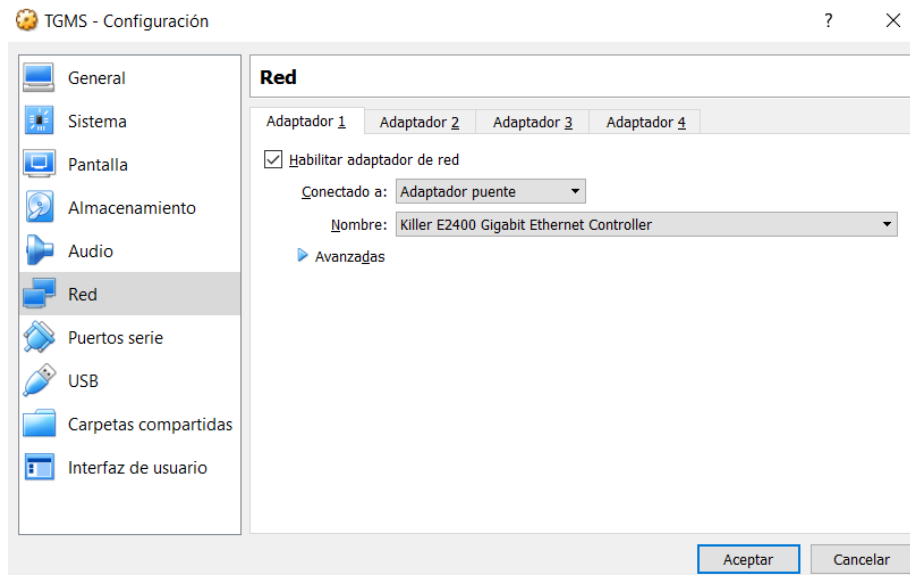 TGMS - Configuración
?
General
Sistema
Pantalla
Almacenamiento
Audio
Red
Puertos serie
USB
Carpetas compartidas
Interfaz de usuario
Red
Adaptador 1 Adaptador 2 Adaptador 3 Adaptador 4
Habilitar adaptador de red
Conectado a: Adaptador puente
Nombre: Killer E2400 Gigabit Ethernet Controller
Avanzadas
Aceptar Cancelar